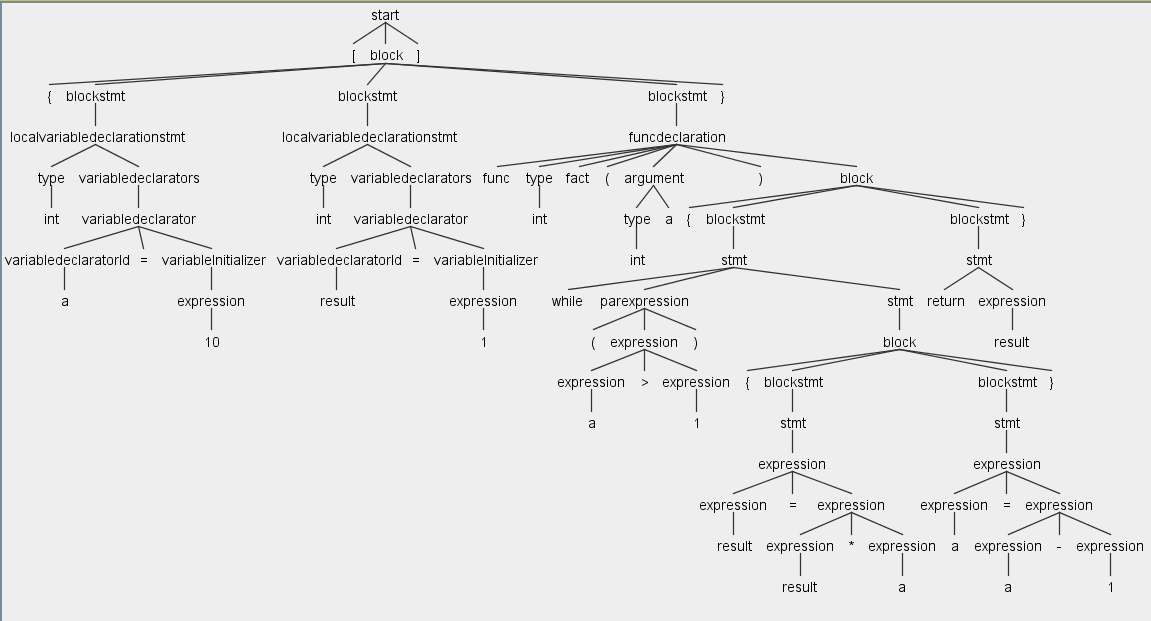 start
[ block ]
{ blockstmt blockstmt blockstmt }
localvariabledeclarationstmt localvariabledeclarationstmt funcdeclaration
type variabledeclarators type variabledeclarators func type fact ( argument ) block
int variabledeclarator int variabledeclarator int type a { blockstmt blockstmt }
variabledeclaratorId = variableInitializer variabledeclaratorId = variableInitializer int stmt stmt
a expression result expression while parexpression stmt return expression
10 1 ( expression ) block result
expression > expression { blockstmt blockstmt }
a 1 stmt stmt
expression expression
expression = expression expression = expression
result expression * expression a expression - expression
result a a 1